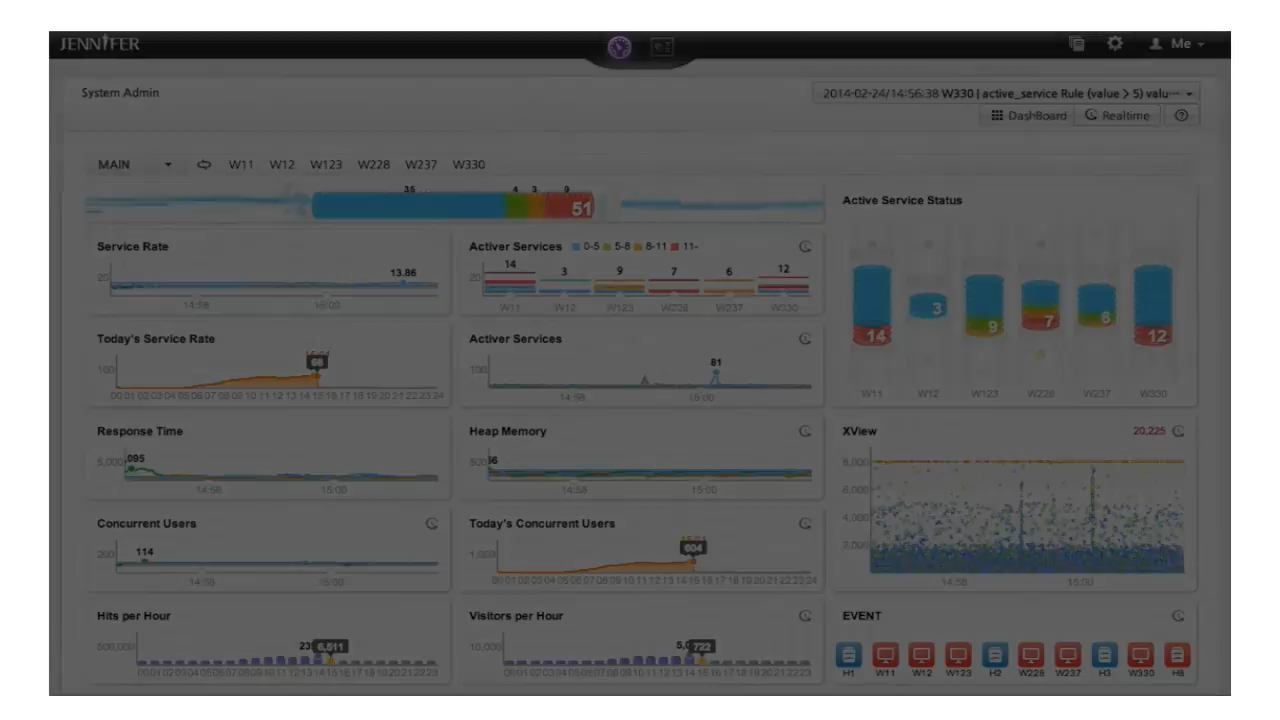 JENNIFER
Me
System Admin
2014-02-24/14:56:38 W330 | active_service Rule (value > 5) valu···
DashBoard Realtime
MAIN W11 W12 W123 W228 W237 W330
35 4 3 9
51
Active Service Status
Service Rate
20
13.86
14:58 15:00
Activer Services 0-5 5-8 8-11 11-
20
14 3 9 7 6 12
W11 W12 W123 W228 W237 W330
14 3 9 7 6 12
W11 W12 W123 W228 W237 W330
Today's Service Rate
100
68
00 01 02 03 04 05 06 07 08 09 10 11 12 13 14 15 16 17 18 19 20 21 22 23 24
Activer Services
100
81
14:58 15:00
Response Time
5,000
095
14:58 15:00
Heap Memory
500
14:58 15:00
XView 20,225
8,000
6,000
4,000
2,000
14:58 15:00
Concurrent Users
200
114
14:58 15:00
Today's Concurrent Users
1,000
604
00 01 02 03 04 05 06 07 08 09 10 11 12 13 14 15 16 17 18 19 20 21 22 23 24
Hits per Hour
500,000
6,511
00 01 02 03 04 05 06 07 08 09 10 11 12 13 14 15 16 17 18 19 20 21 22 23
Visitors per Hour
10,000
722
00 01 02 03 04 05 06 07 08 09 10 11 12 13 14 15 16 17 18 19 20 21 22 23
EVENT
H1 W11 W12 W123 H2 W228 W237 H3 W330 H8